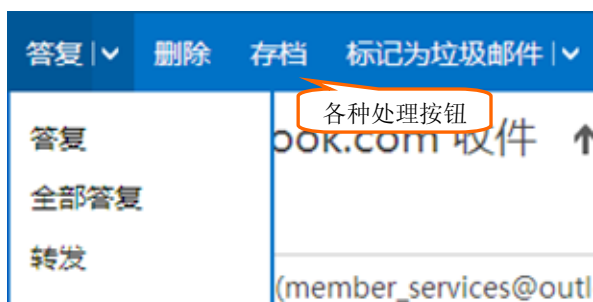 答复 删除 存档 标记为垃圾邮件
各种处理按钮
答复
ook.com 收件
全部答复
转发
(member_services@outl